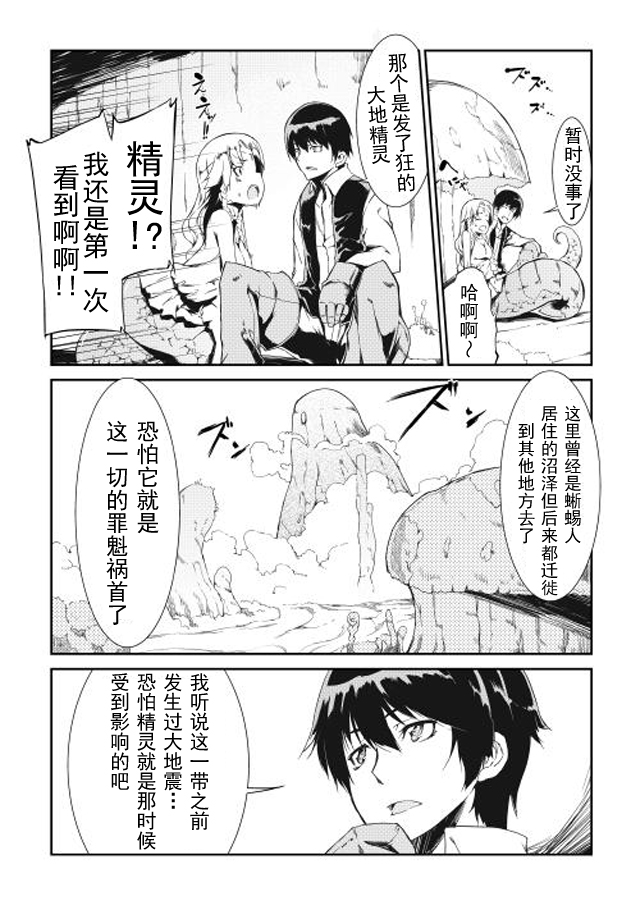 暂时没事了
ズズ
ズ…
哈啊啊～
那个是发了狂的
大地精灵
ええ
えぇッ!!
精灵!?
我还是第一次
看到啊啊!!
这里曾经是蜥蜴人
居住的沼泽但后来都迁徙
到其他地方去了
ズズ…
恐怕它就是
这一切的罪魁
祸首了
我听说这一带之前
发生过大地震…
恐怕精灵就是那时候
受到影响的吧